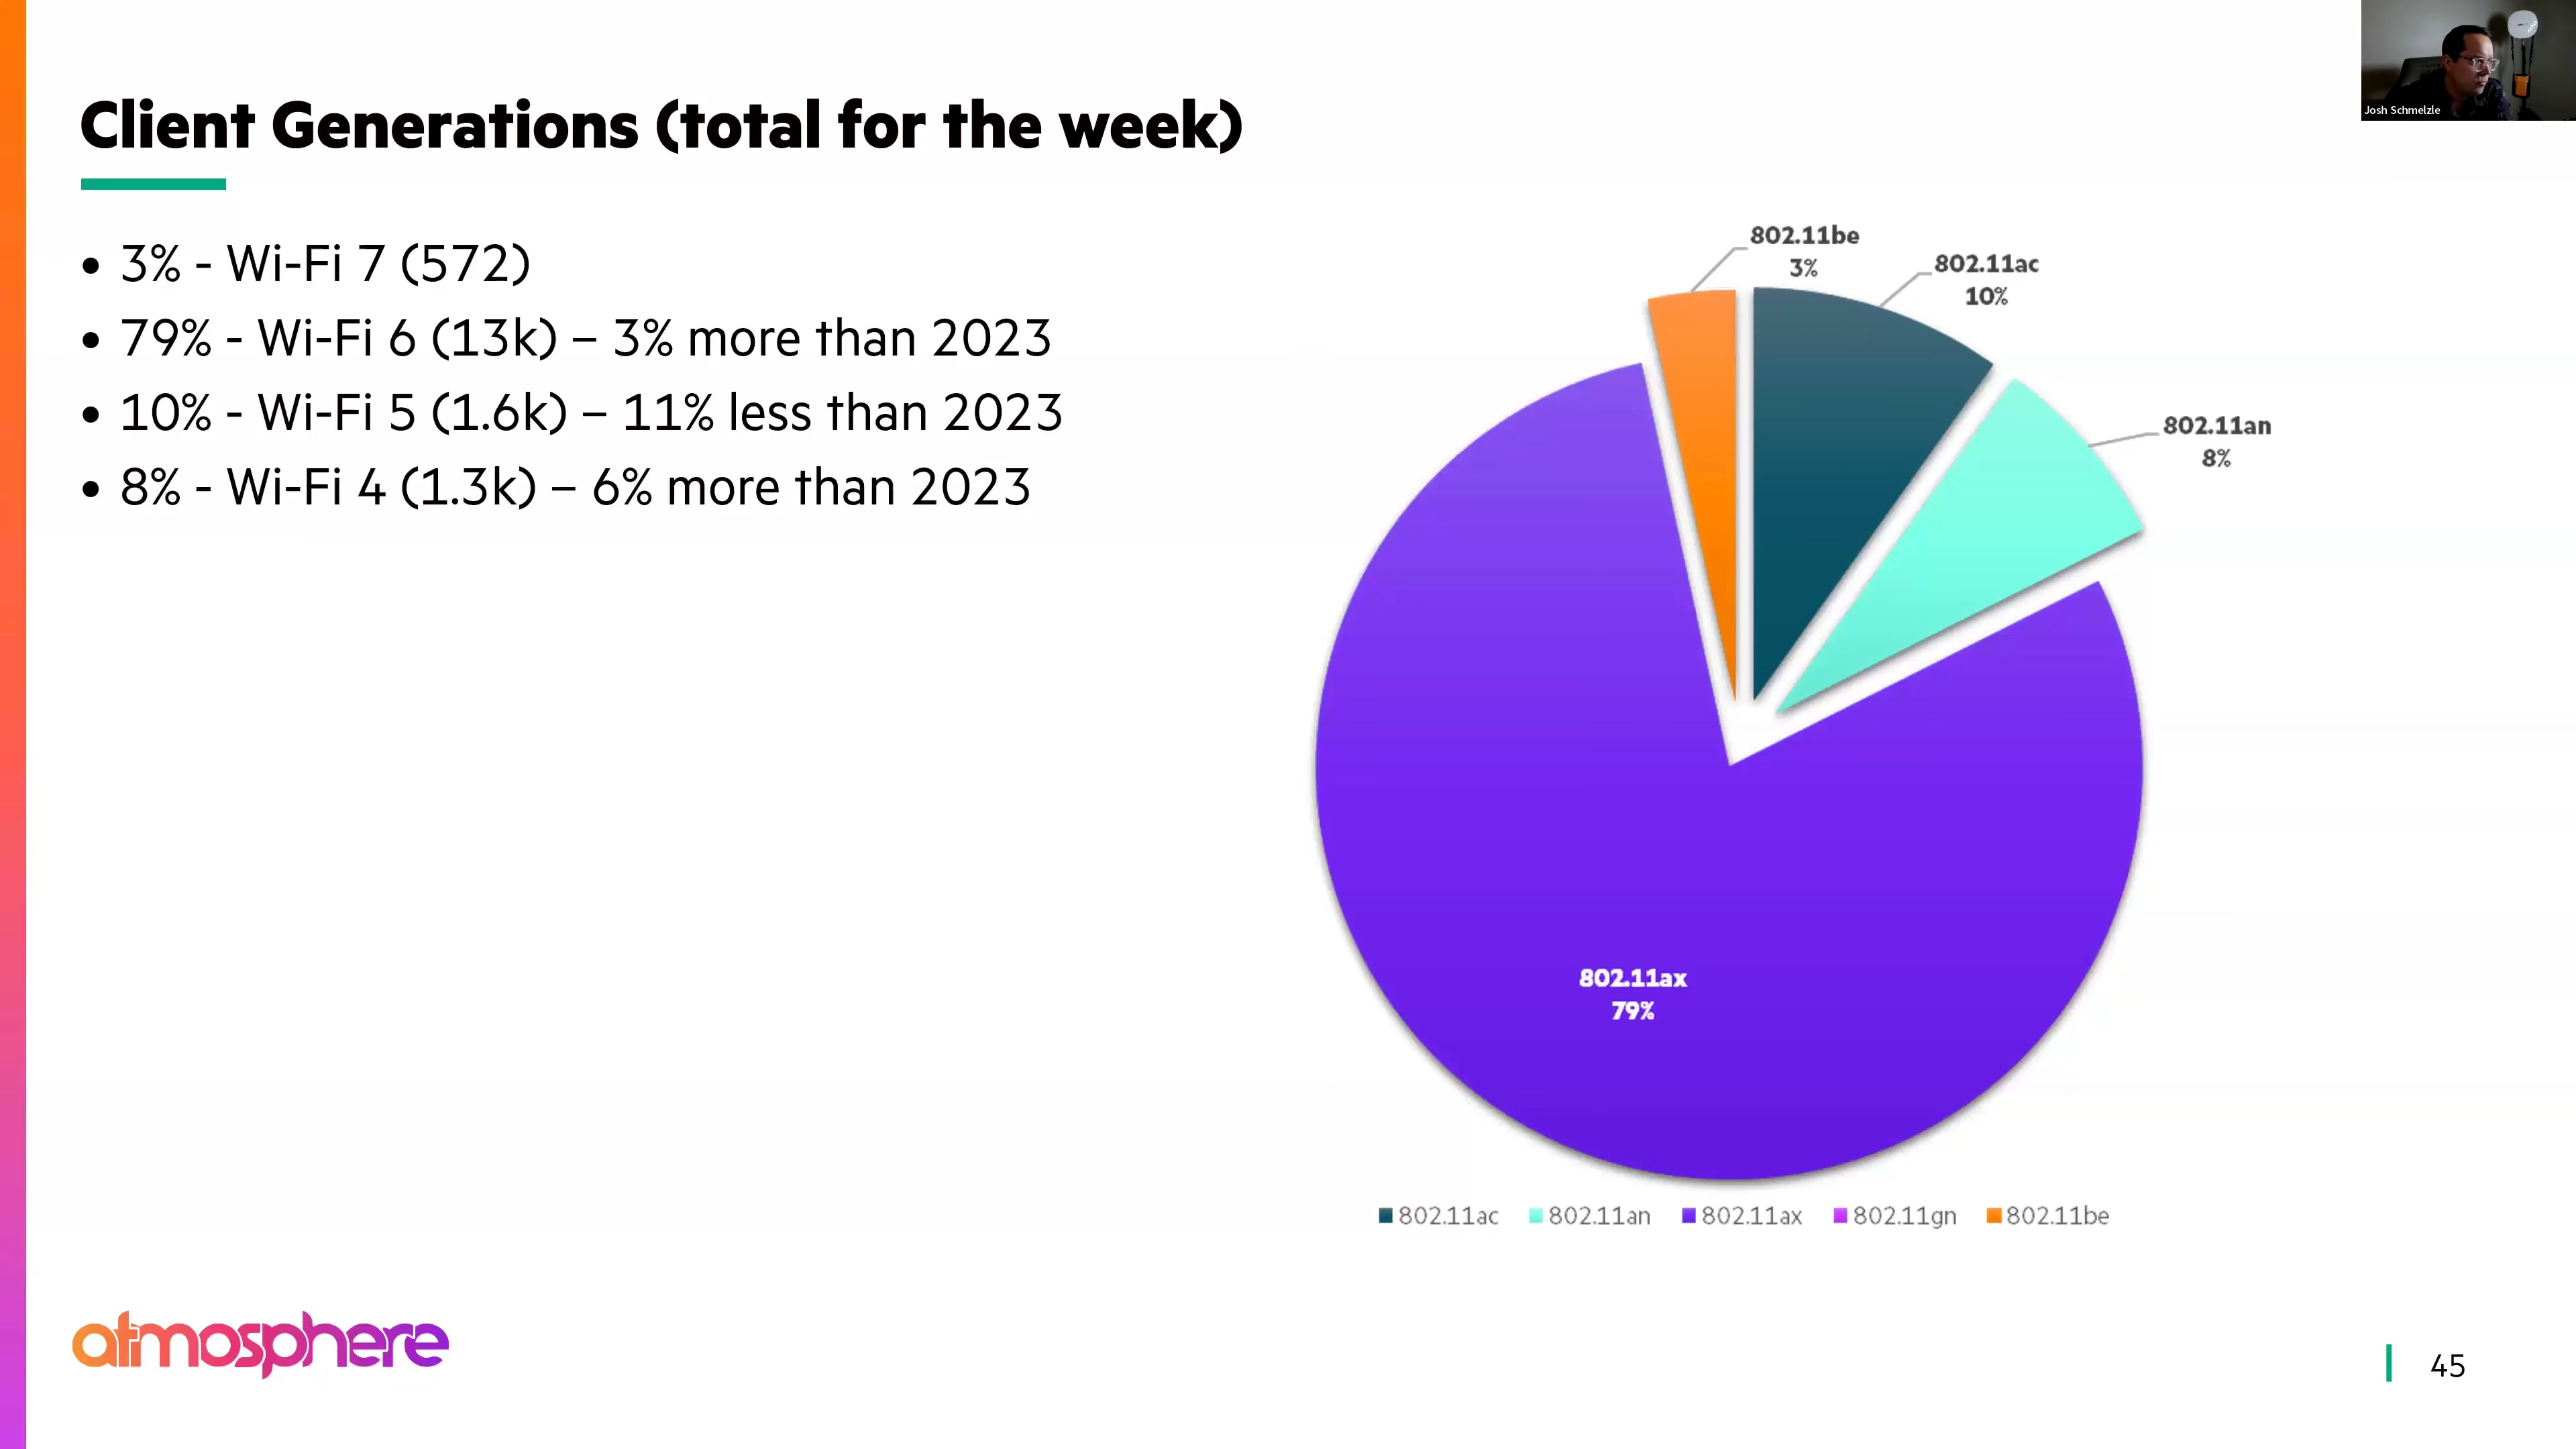 Josh Schmelzle
Client Generations (total for the week)
• 3% - Wi-Fi 7 (572)
• 79% - Wi-Fi 6 (13k) – 3% more than 2023
• 10% - Wi-Fi 5 (1.6k) – 11% less than 2023
• 8% - Wi-Fi 4 (1.3k) – 6% more than 2023
802.11be
3%
802.11ac
10%
802.11an
8%
802.11ax
79%
802.11ac 802.11an 802.11ax 802.11gn 802.11be
atmosphere
45